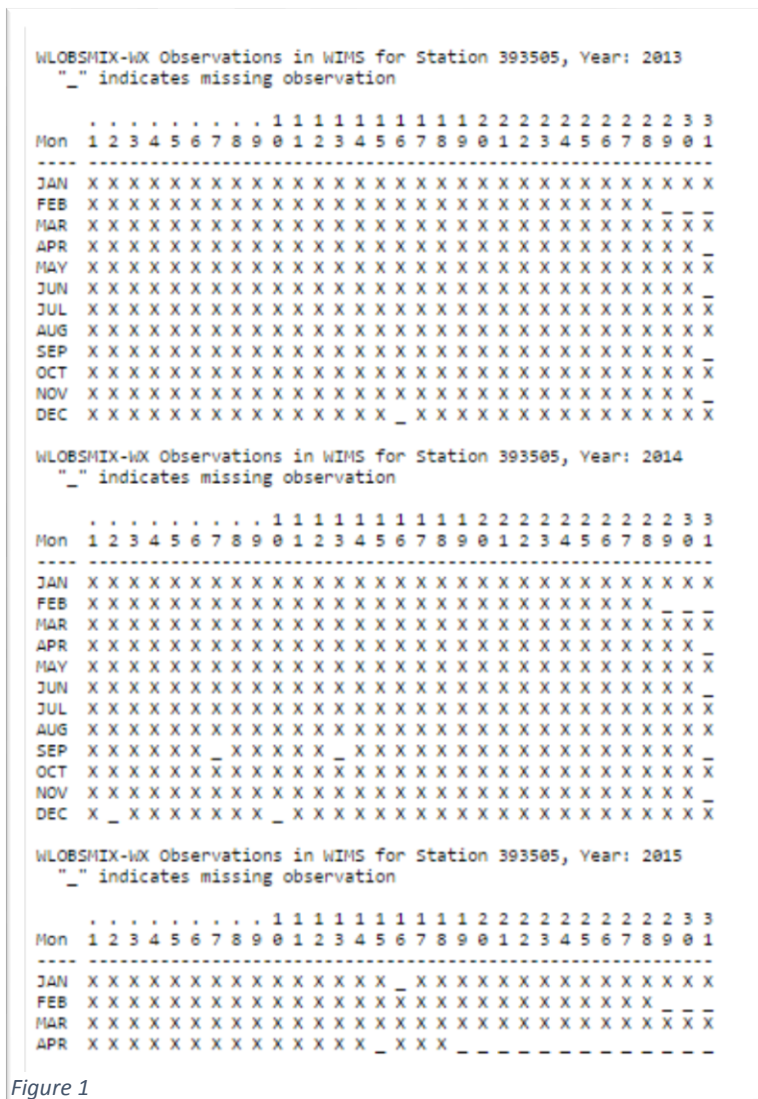 WLOBSMIX-WX Observations in WIMS for Station 393505, Year: 2013
"_" indicates missing observation
. . . . . . . . . 1 1 1 1 1 1 1 1 1 1 2 2 2 2 2 2 2 2 2 2 3 3
Mon 1 2 3 4 5 6 7 8 9 0 1 2 3 4 5 6 7 8 9 0 1 2 3 4 5 6 7 8 9 0 1
---- -------------------------------------------------------------
JAN X X X X X X X X X X X X X X X X X X X X X X X X X X X X X X X
FEB X X X X X X X X X X X X X X X X X X X X X X X X X X X X _ _ _
MAR X X X X X X X X X X X X X X X X X X X X X X X X X X X X X X X
APR X X X X X X X X X X X X X X X X X X X X X X X X X X X X X X _
MAY X X X X X X X X X X X X X X X X X X X X X X X X X X X X X X X
JUN X X X X X X X X X X X X X X X X X X X X X X X X X X X X X X _
JUL X X X X X X X X X X X X X X X X X X X X X X X X X X X X X X X
AUG X X X X X X X X X X X X X X X X X X X X X X X X X X X X X X X
SEP X X X X X X X X X X X X X X X X X X X X X X X X X X X X X X _
OCT X X X X X X X X X X X X X X X X X X X X X X X X X X X X X X X
NOV X X X X X X X X X X X X X X X X X X X X X X X X X X X X X X _
DEC X X X X X X X X X X X X X X X _ X X X X X X X X X X X X X X X
WLOBSMIX-WX Observations in WIMS for Station 393505, Year: 2014
"_" indicates missing observation
. . . . . . . . . 1 1 1 1 1 1 1 1 1 1 2 2 2 2 2 2 2 2 2 2 3 3
Mon 1 2 3 4 5 6 7 8 9 0 1 2 3 4 5 6 7 8 9 0 1 2 3 4 5 6 7 8 9 0 1
---- -------------------------------------------------------------
JAN X X X X X X X X X X X X X X X X X X X X X X X X X X X X X X X
FEB X X X X X X X X X X X X X X X X X X X X X X X X X X X X _ _ _
MAR X X X X X X X X X X X X X X X X X X X X X X X X X X X X X X X
APR X X X X X X X X X X X X X X X X X X X X X X X X X X X X X X _
MAY X X X X X X X X X X X X X X X X X X X X X X X X X X X X X X X
JUN X X X X X X X X X X X X X X X X X X X X X X X X X X X X X X _
JUL X X X X X X X X X X X X X X X X X X X X X X X X X X X X X X X
AUG X X X X X X X X X X X X X X X X X X X X X X X X X X X X X X X
SEP X X X X X X _ X X X X X _ X X X X X X X X X X X X X X X X X _
OCT X X X X X X X X X X X X X X X X X X X X X X X X X X X X X X X
NOV X X X X X X X X X X X X X X X X X X X X X X X X X X X X X X _
DEC X _ X X X X X X X _ X X X X X X X X X X X X X X X X X X X X X
WLOBSMIX-WX Observations in WIMS for Station 393505, Year: 2015
"_" indicates missing observation
. . . . . . . . . 1 1 1 1 1 1 1 1 1 1 2 2 2 2 2 2 2 2 2 2 3 3
Mon 1 2 3 4 5 6 7 8 9 0 1 2 3 4 5 6 7 8 9 0 1 2 3 4 5 6 7 8 9 0 1
---- -------------------------------------------------------------
JAN X X X X X X X X X X X X X X X _ X X X X X X X X X X X X X X X
FEB X X X X X X X X X X X X X X X X X X X X X X X X X X X X _ _ _
MAR X X X X X X X X X X X X X X X X X X X X X X X X X X X X X X X
APR X X X X X X X X X X X X X X _ X X X _ _ _ _ _ _ _ _ _ _ _ _ _
Figure 1